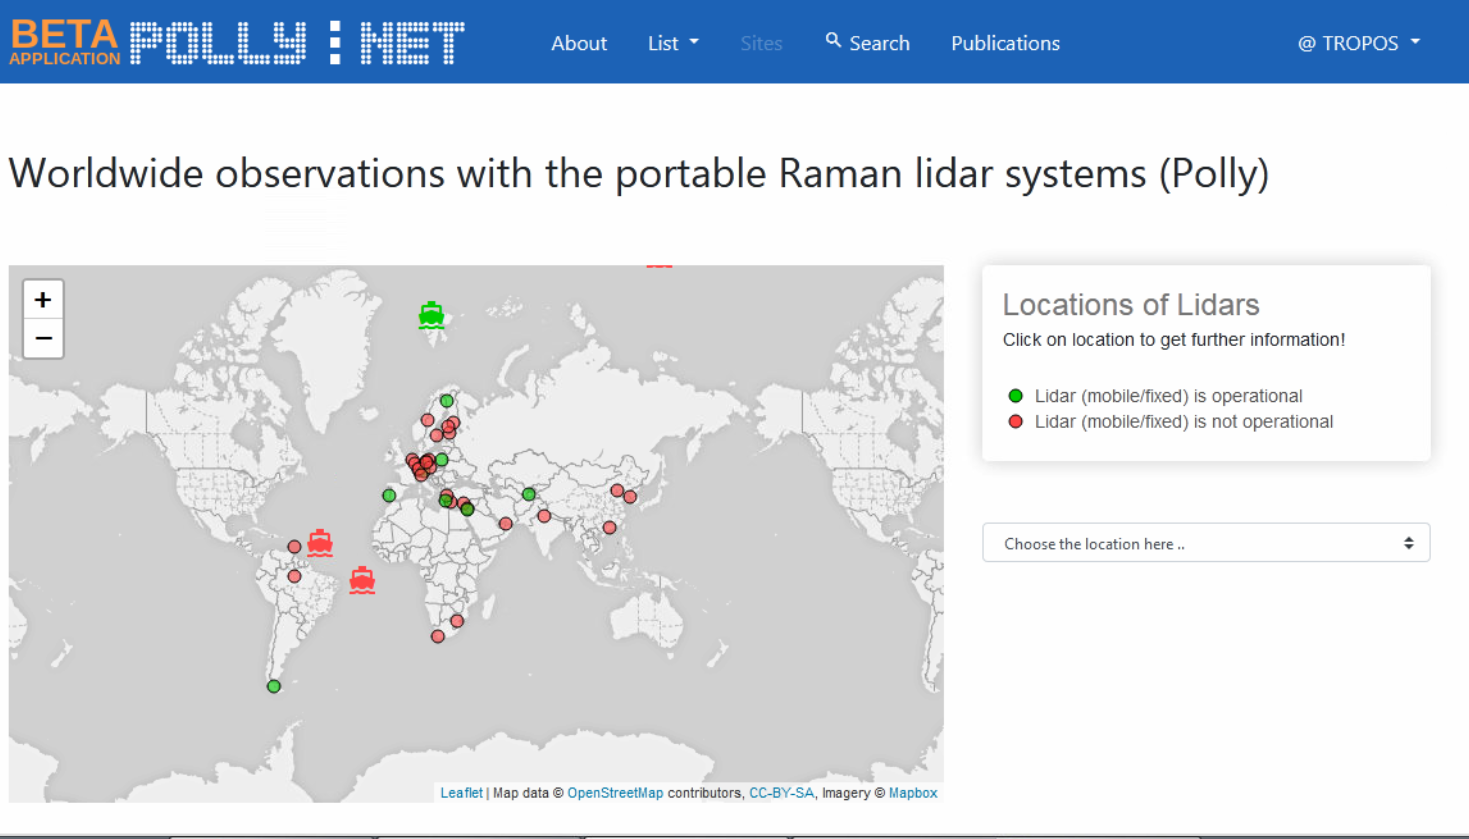 BETA
APPLICATION
POLLY NET
About
List
Sites
Search
Publications
@ TROPOS
Worldwide observations with the portable Raman lidar systems (Polly)
+
−
Leaflet | Map data © OpenStreetMap contributors, CC-BY-SA, Imagery © Mapbox
Locations of Lidars
Click on location to get further information!
Lidar (mobile/fixed) is operational
Lidar (mobile/fixed) is not operational
Choose the location here ..